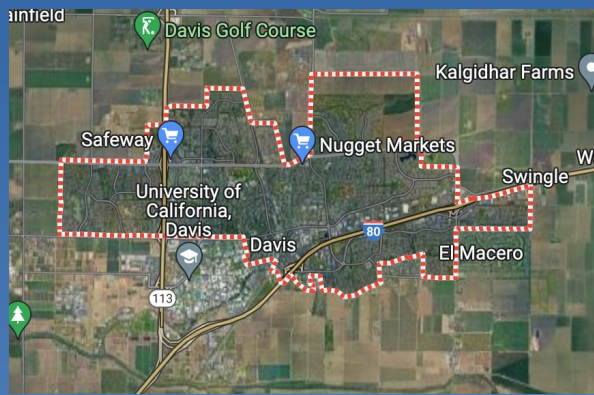 ainfield
Davis Golf Course
Kalgidhar Farms
Safeway
Nugget Markets
Swingle
W
University of
California,
Davis
80
Davis
El Macero
113